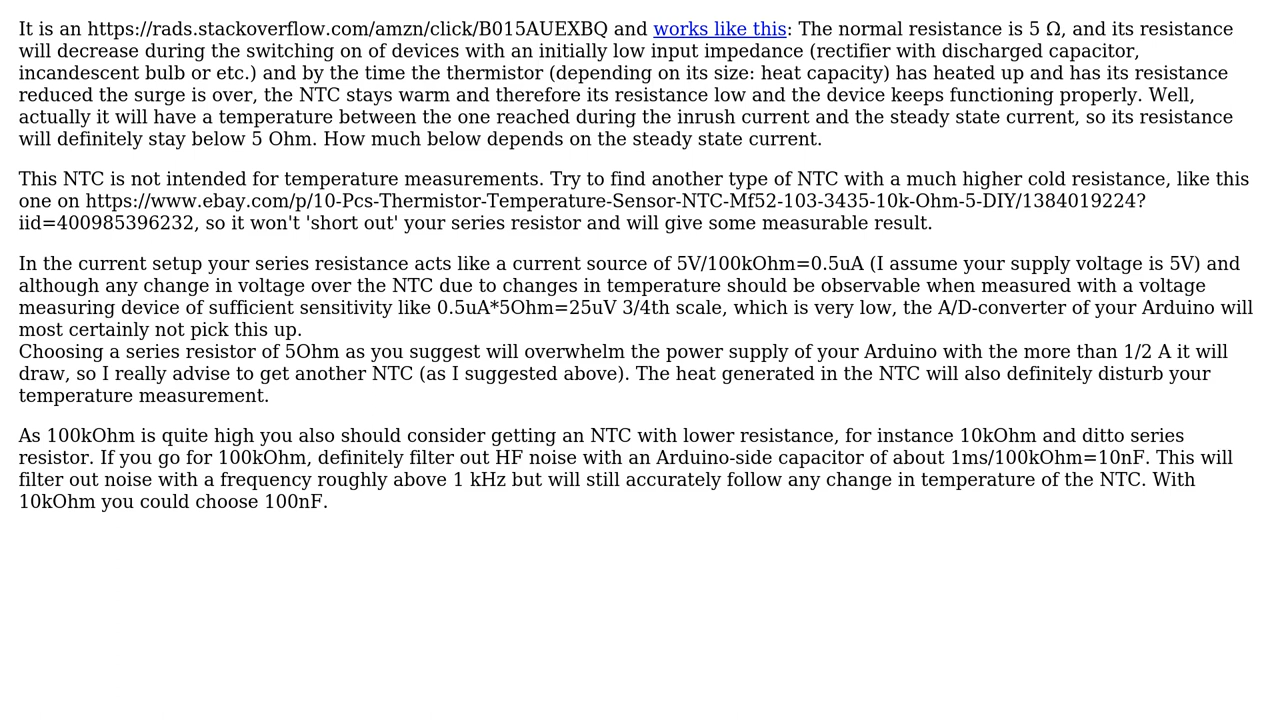 It is an https://rads.stackoverflow.com/amzn/click/B015AUEXBQ and works like this: The normal resistance is 5 Ω, and its resistance
will decrease during the switching on of devices with an initially low input impedance (rectifier with discharged capacitor,
incandescent bulb or etc.) and by the time the thermistor (depending on its size: heat capacity) has heated up and has its resistance
reduced the surge is over, the NTC stays warm and therefore its resistance low and the device keeps functioning properly. Well,
actually it will have a temperature between the one reached during the inrush current and the steady state current, so its resistance
will definitely stay below 5 Ohm. How much below depends on the steady state current.
This NTC is not intended for temperature measurements. Try to find another type of NTC with a much higher cold resistance, like this
one on https://www.ebay.com/p/10-Pcs-Thermistor-Temperature-Sensor-NTC-Mf52-103-3435-10k-Ohm-5-DIY/1384019224?
iid=400985396232, so it won't 'short out' your series resistor and will give some measurable result.
In the current setup your series resistance acts like a current source of 5V/100kOhm=0.5uA (I assume your supply voltage is 5V) and
although any change in voltage over the NTC due to changes in temperature should be observable when measured with a voltage
measuring device of sufficient sensitivity like 0.5uA*5Ohm=25uV 3/4th scale, which is very low, the A/D-converter of your Arduino will
most certainly not pick this up.
Choosing a series resistor of 5Ohm as you suggest will overwhelm the power supply of your Arduino with the more than 1/2 A it will
draw, so I really advise to get another NTC (as I suggested above). The heat generated in the NTC will also definitely disturb your
temperature measurement.
As 100kOhm is quite high you also should consider getting an NTC with lower resistance, for instance 10kOhm and ditto series
resistor. If you go for 100kOhm, definitely filter out HF noise with an Arduino-side capacitor of about 1ms/100kOhm=10nF. This will
filter out noise with a frequency roughly above 1 kHz but will still accurately follow any change in temperature of the NTC. With
10kOhm you could choose 100nF.